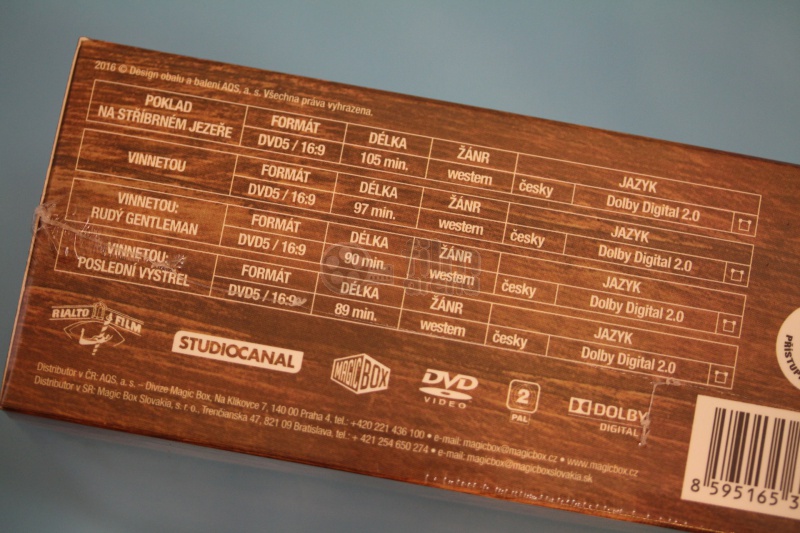 2016 © Design obalu a balení AQS, a. s. Všechna práva vyhrazena.
POKLAD
NA STŘÍBRNÉM JEZEŘE
FORMÁT
DVD5 / 16:9
DÉLKA
105 min.
ŽÁNR
western
JAZYK
česky
Dolby Digital 2.0
VINNETOU
FORMÁT
DVD5 / 16:9
DÉLKA
97 min.
ŽÁNR
western
JAZYK
česky
Dolby Digital 2.0
VINNETOU:
RUDÝ GENTLEMAN
FORMÁT
DVD5 / 16:9
DÉLKA
90 min.
ŽÁNR
western
JAZYK
česky
Dolby Digital 2.0
VINNETOU:
POSLEDNÍ VÝSTŘEL
FORMÁT
DVD5 / 16:9
DÉLKA
89 min.
ŽÁNR
western
JAZYK
česky
Dolby Digital 2.0
RIALTO FILM
STUDIOCANAL
MAGICBOX
DVD
VIDEO
2
PAL
DOLBY
DIGITAL
PŘÍSTUP
Distributor v ČR: AQS, a. s. – Divize Magic Box, Na Klikovce 7, 140 00 Praha 4, tel.: +420 221 436 100 • e-mail: magicbox@magicbox.cz • www.magicbox.cz
Distributor v SR: Magic Box Slovakia, s. r. o., Trenčianska 47, 821 09 Bratislava, tel.: + 421 254 650 274 • e-mail: magicbox@magicboxslovakia.sk
8 595165 3